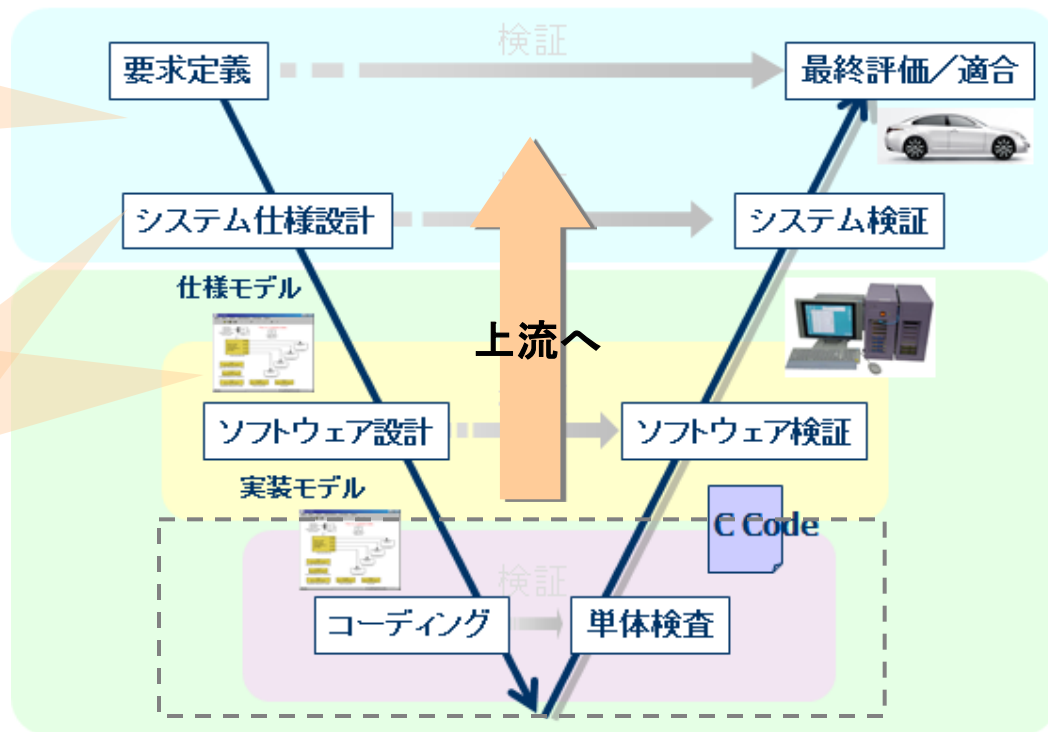 検証
要求定義
最終評価／適合
システム仕様設計
システム検証
仕様モデル
上流へ
ソフトウェア設計
ソフトウェア検証
実装モデル
C Code
検証
コーディング
単体検査